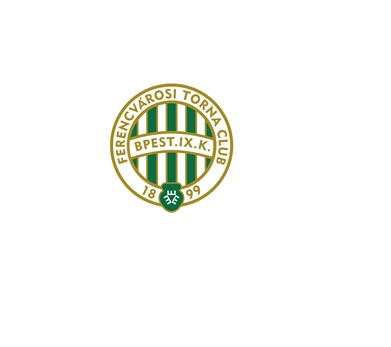 FERENCVÁROSI TORNA CLUB
BPEST.IX.K.
18 99